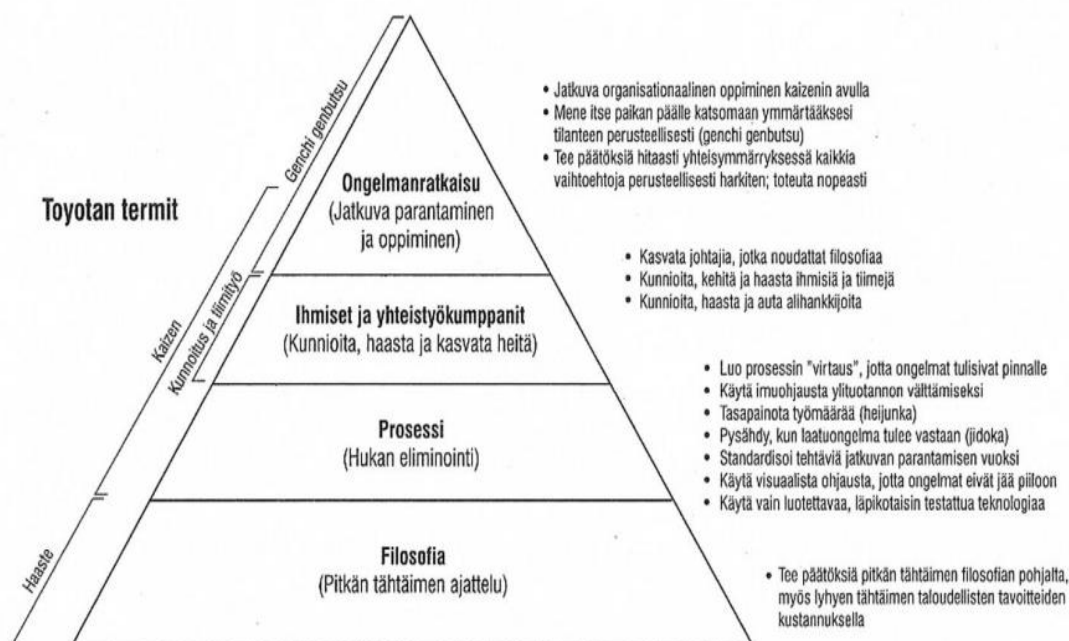 Toyotan termit
Genchi genbutsu
Kaizen
Kunnoitus ja tiimityö
Haaste
Ongelmanratkaisu
(Jatkuva parantaminen
ja oppiminen)
Ihmiset ja yhteistyökumppanit
(Kunnioita, haasta ja kasvata heitä)
Prosessi
(Hukan eliminointi)
Filosofia
(Pitkän tähtäimen ajattelu)
• Jatkuva organisationaalinen oppiminen kaizenin avulla
• Mene itse paikan päälle katsomaan ymmärtääksesi
tilanteen perusteellisesti (genchi genbutsu)
• Tee päätöksiä hitaasti yhteisymmärryksessä kaikkia
vaihtoehtoja perusteellisesti harkiten; toteuta nopeasti
• Kasvata johtajia, jotka noudattat filosofiaa
• Kunnioita, kehitä ja haasta ihmisiä ja tiimejä
• Kunnioita, haasta ja auta alihankkijoita
• Luo prosessin "virtaus", jotta ongelmat tulisivat pinnalle
• Käytä imuohjausta ylituotannon välttämiseksi
• Tasapainota työmäärää (heijunka)
• Pysähdy, kun laatuongelma tulee vastaan (jidoka)
• Standardisoi tehtäviä jatkuvan parantamisen vuoksi
• Käytä visuaalista ohjausta, jotta ongelmat eivät jää piiloon
• Käytä vain luotettavaa, läpikotaisin testattua teknologiaa
• Tee päätöksiä pitkän tähtäimen filosofian pohjalta,
myös lyhyen tähtäimen taloudellisten tavoitteiden
kustannuksella